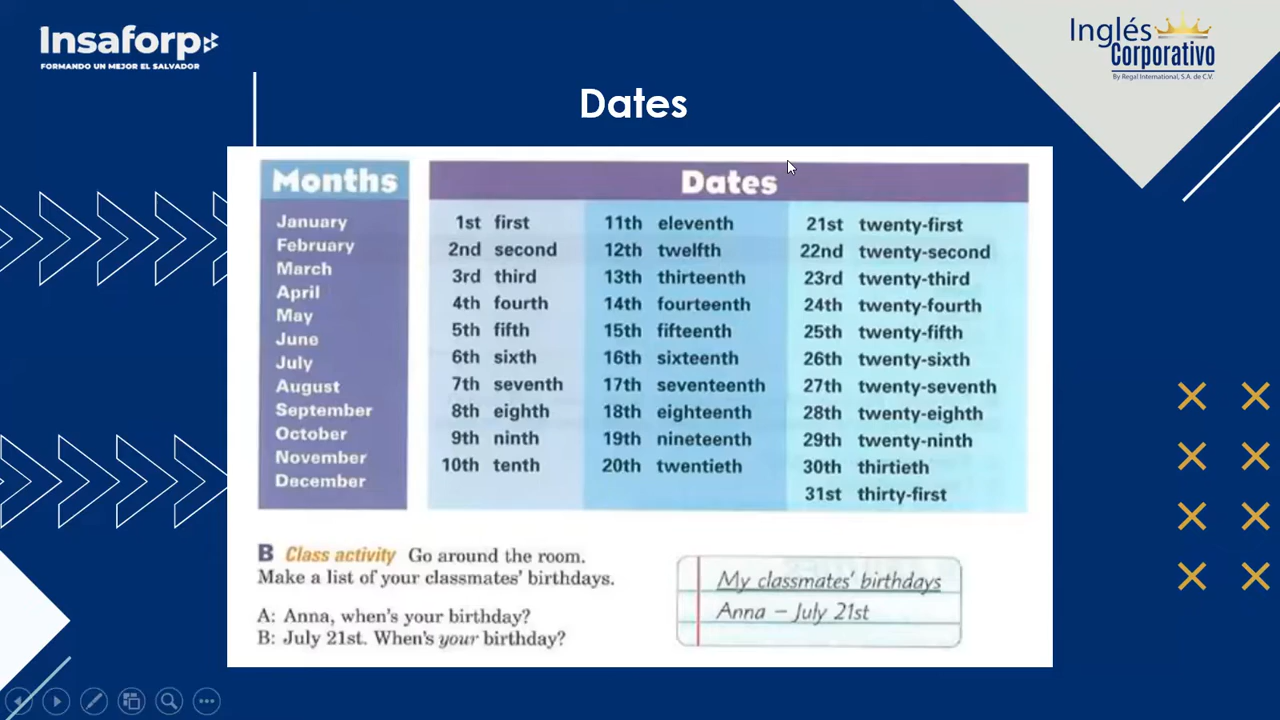 Insaforp
FORMANDO UN MEJOR EL SALVADOR
Inglés
Corporativo
By Regal International, S.A. de C.V.
Dates
Months
January
February
March
April
May
June
July
August
September
October
November
December
Dates
1st first
2nd second
3rd third
4th fourth
5th fifth
6th sixth
7th seventh
8th eighth
9th ninth
10th tenth
11th eleventh
12th twelfth
13th thirteenth
14th fourteenth
15th fifteenth
16th sixteenth
17th seventeenth
18th eighteenth
19th nineteenth
20th twentieth
21st twenty-first
22nd twenty-second
23rd twenty-third
24th twenty-fourth
25th twenty-fifth
26th twenty-sixth
27th twenty-seventh
28th twenty-eighth
29th twenty-ninth
30th thirtieth
31st thirty-first
B Class activity Go around the room.
Make a list of your classmates' birthdays.
A: Anna, when's your birthday?
B: July 21st. When's your birthday?
My classmates' birthdays
Anna – July 21st